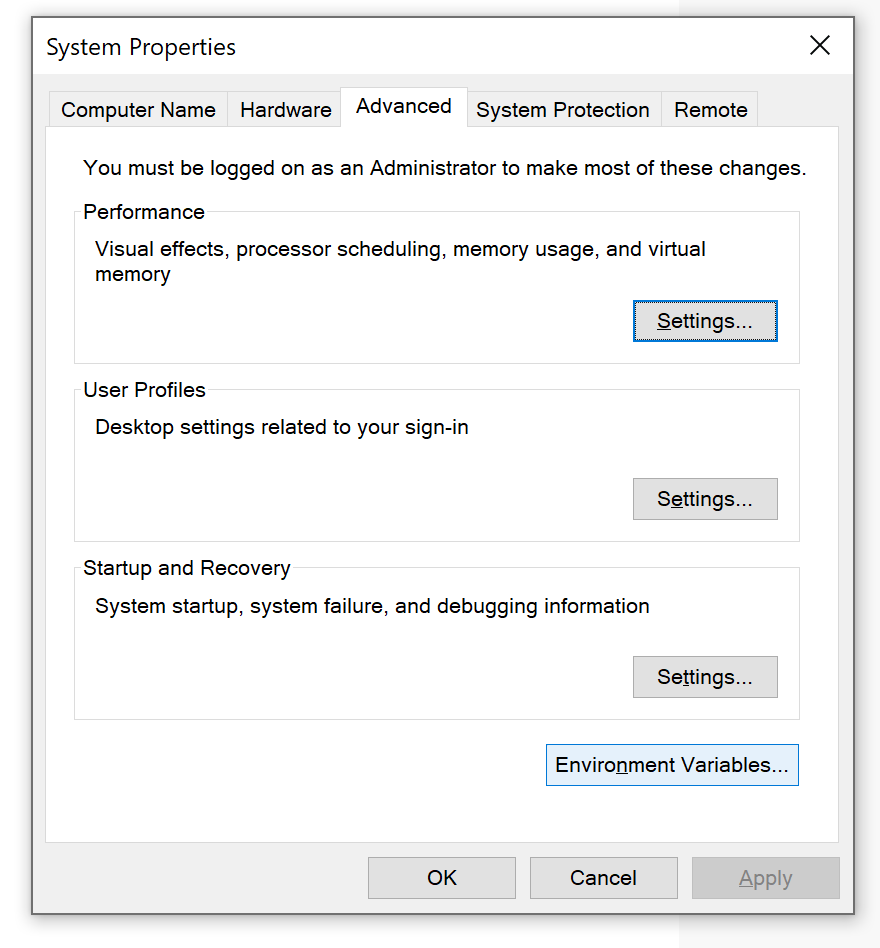 System Properties
Computer Name
Hardware
Advanced
System Protection
Remote
You must be logged on as an Administrator to make most of these changes.
Performance
Visual effects, processor scheduling, memory usage, and virtual
memory
Settings...
User Profiles
Desktop settings related to your sign-in
Settings...
Startup and Recovery
System startup, system failure, and debugging information
Settings...
Environment Variables...
OK
Cancel
Apply